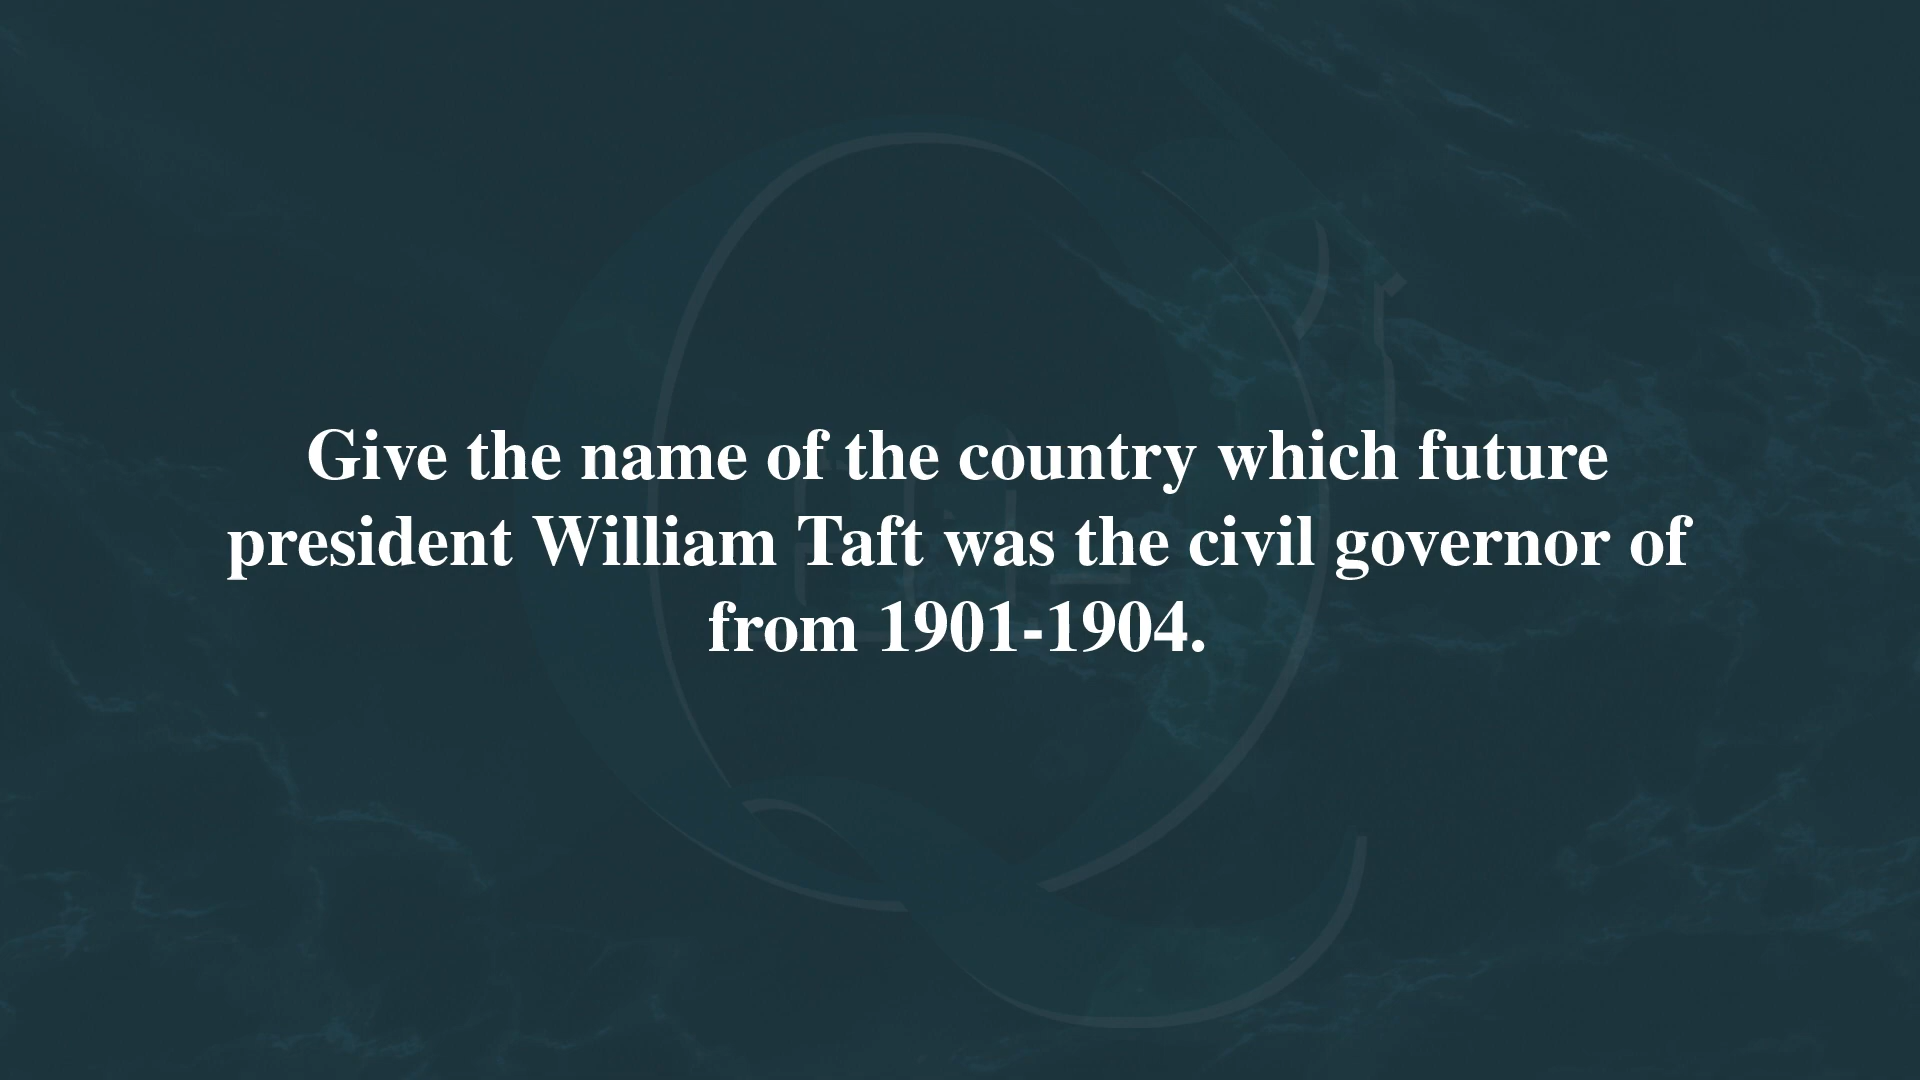 Give the name of the country which future
president William Taft was the civil governor of
from 1901-1904.